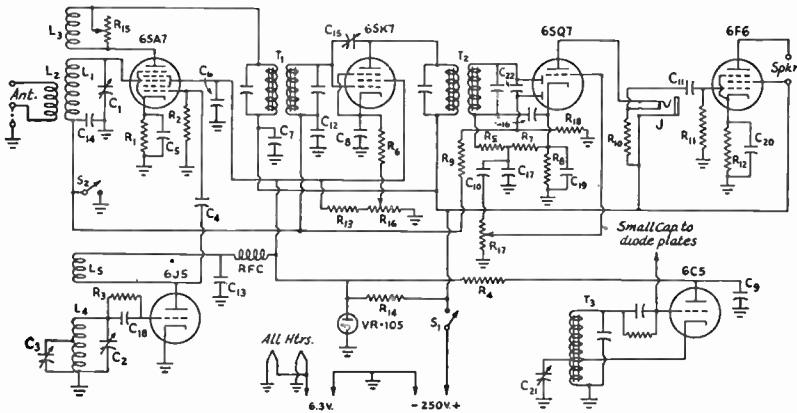 L3
R15
6SA7
C15
6SK7
6SQ7
6F6
Spkr
L2
L1
C6
T1
T2
C22
C11
Ant.
C1
R2
J
C14
R1
C5
C7
C12
C8
R6
R9
R5
R7
R18
R8
C19
R10
R11
R12
C20
S2
C4
C10
C17
R13
R16
R17
Small Cap to
diode plates
L5
6J5
RFC
C13
R4
6C5
C9
R3
L4
C18
C3
C2
VR-105
R14
S1
T3
C21
All Htrs.
6.3V.
- 250V. +